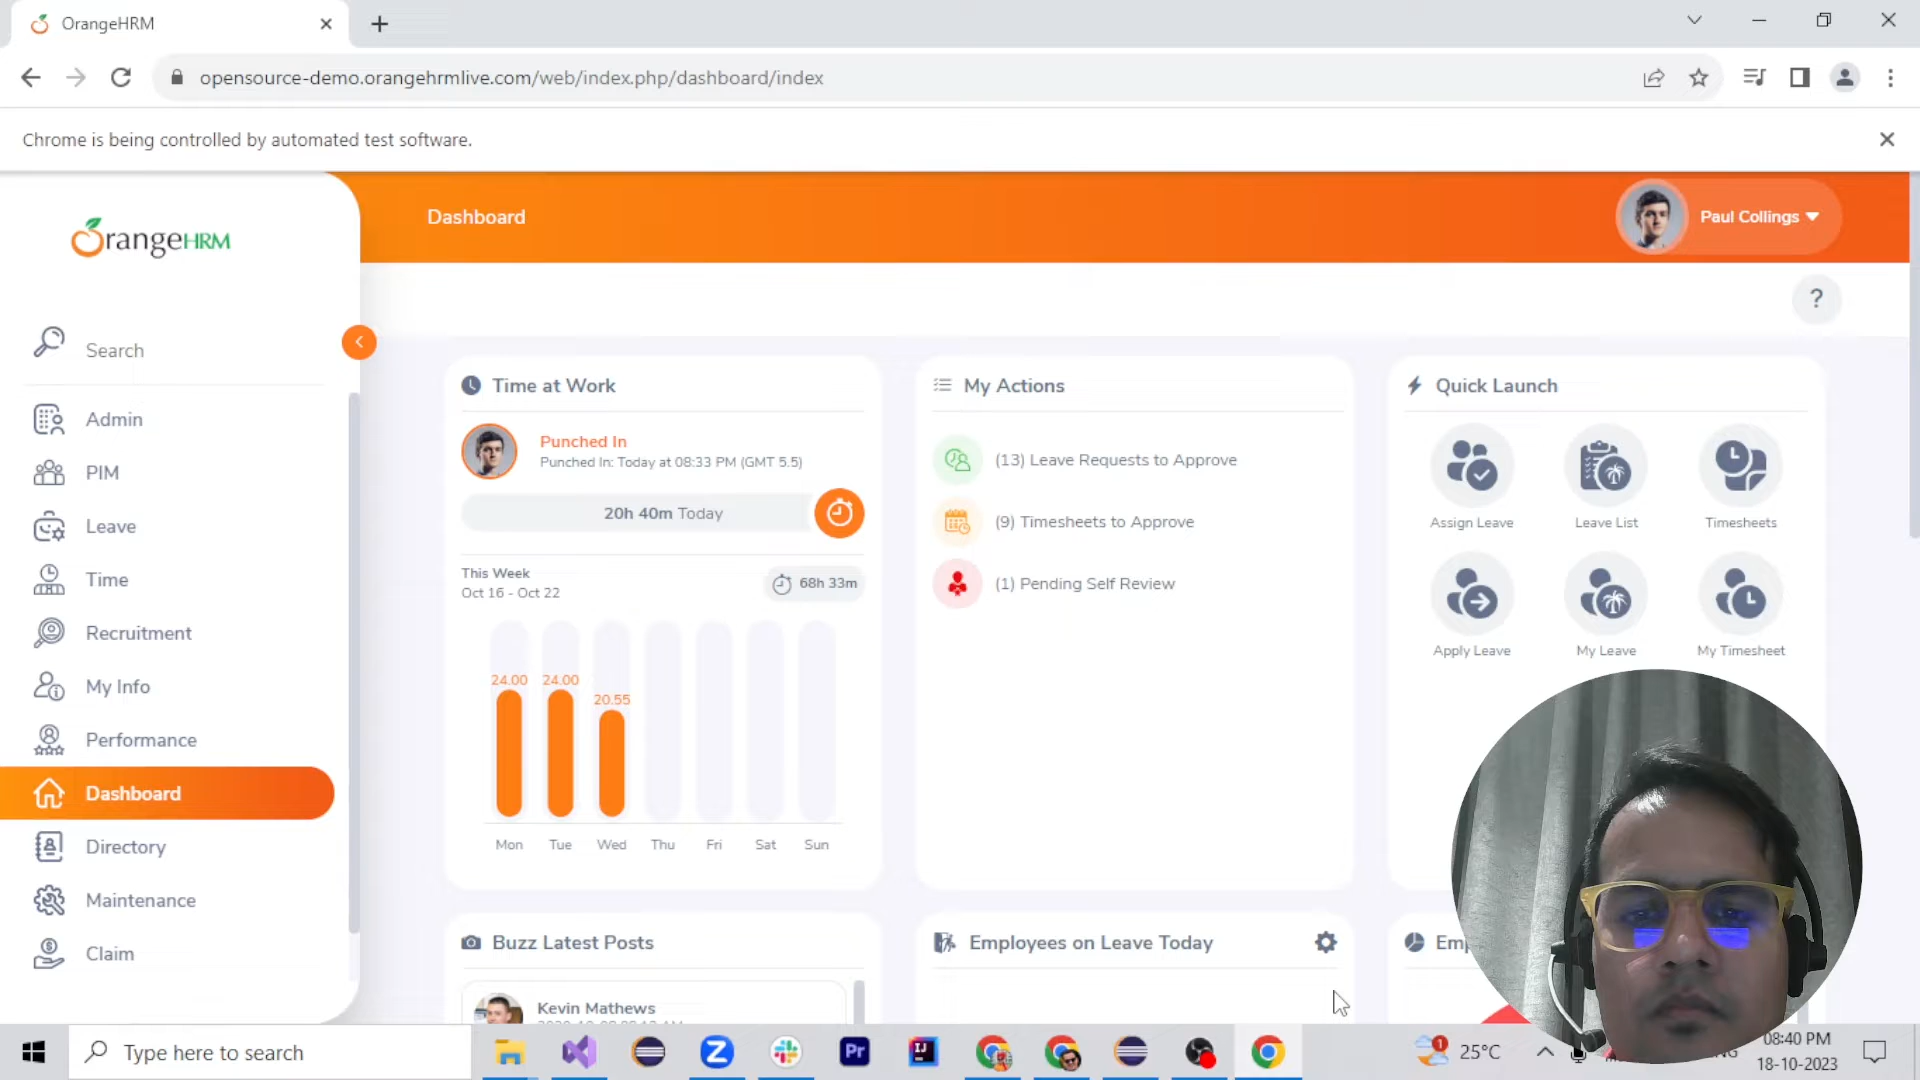 OrangeHRM
opensource-demo.orangehrmlive.com/web/index.php/dashboard/index
Chrome is being controlled by automated test software.
OrangeHRM
Dashboard
Paul Collings
?
Search
Admin
PIM
Leave
Time
Recruitment
My Info
Performance
Dashboard
Directory
Maintenance
Claim
Time at Work
Punched In
Punched In: Today at 08:33 PM (GMT 5.5)
20h 40m Today
This Week
Oct 16 - Oct 22
68h 33m
24.00 24.00 20.55
Mon Tue Wed Thu Fri Sat Sun
My Actions
(13) Leave Requests to Approve
(9) Timesheets to Approve
(1) Pending Self Review
Quick Launch
Assign Leave Leave List Timesheets
Apply Leave My Leave My Timesheet
Buzz Latest Posts
Kevin Mathews
Employees on Leave Today
Type here to search
Z
Pr
IJ
1
25°C
08:40 PM
18-10-2023